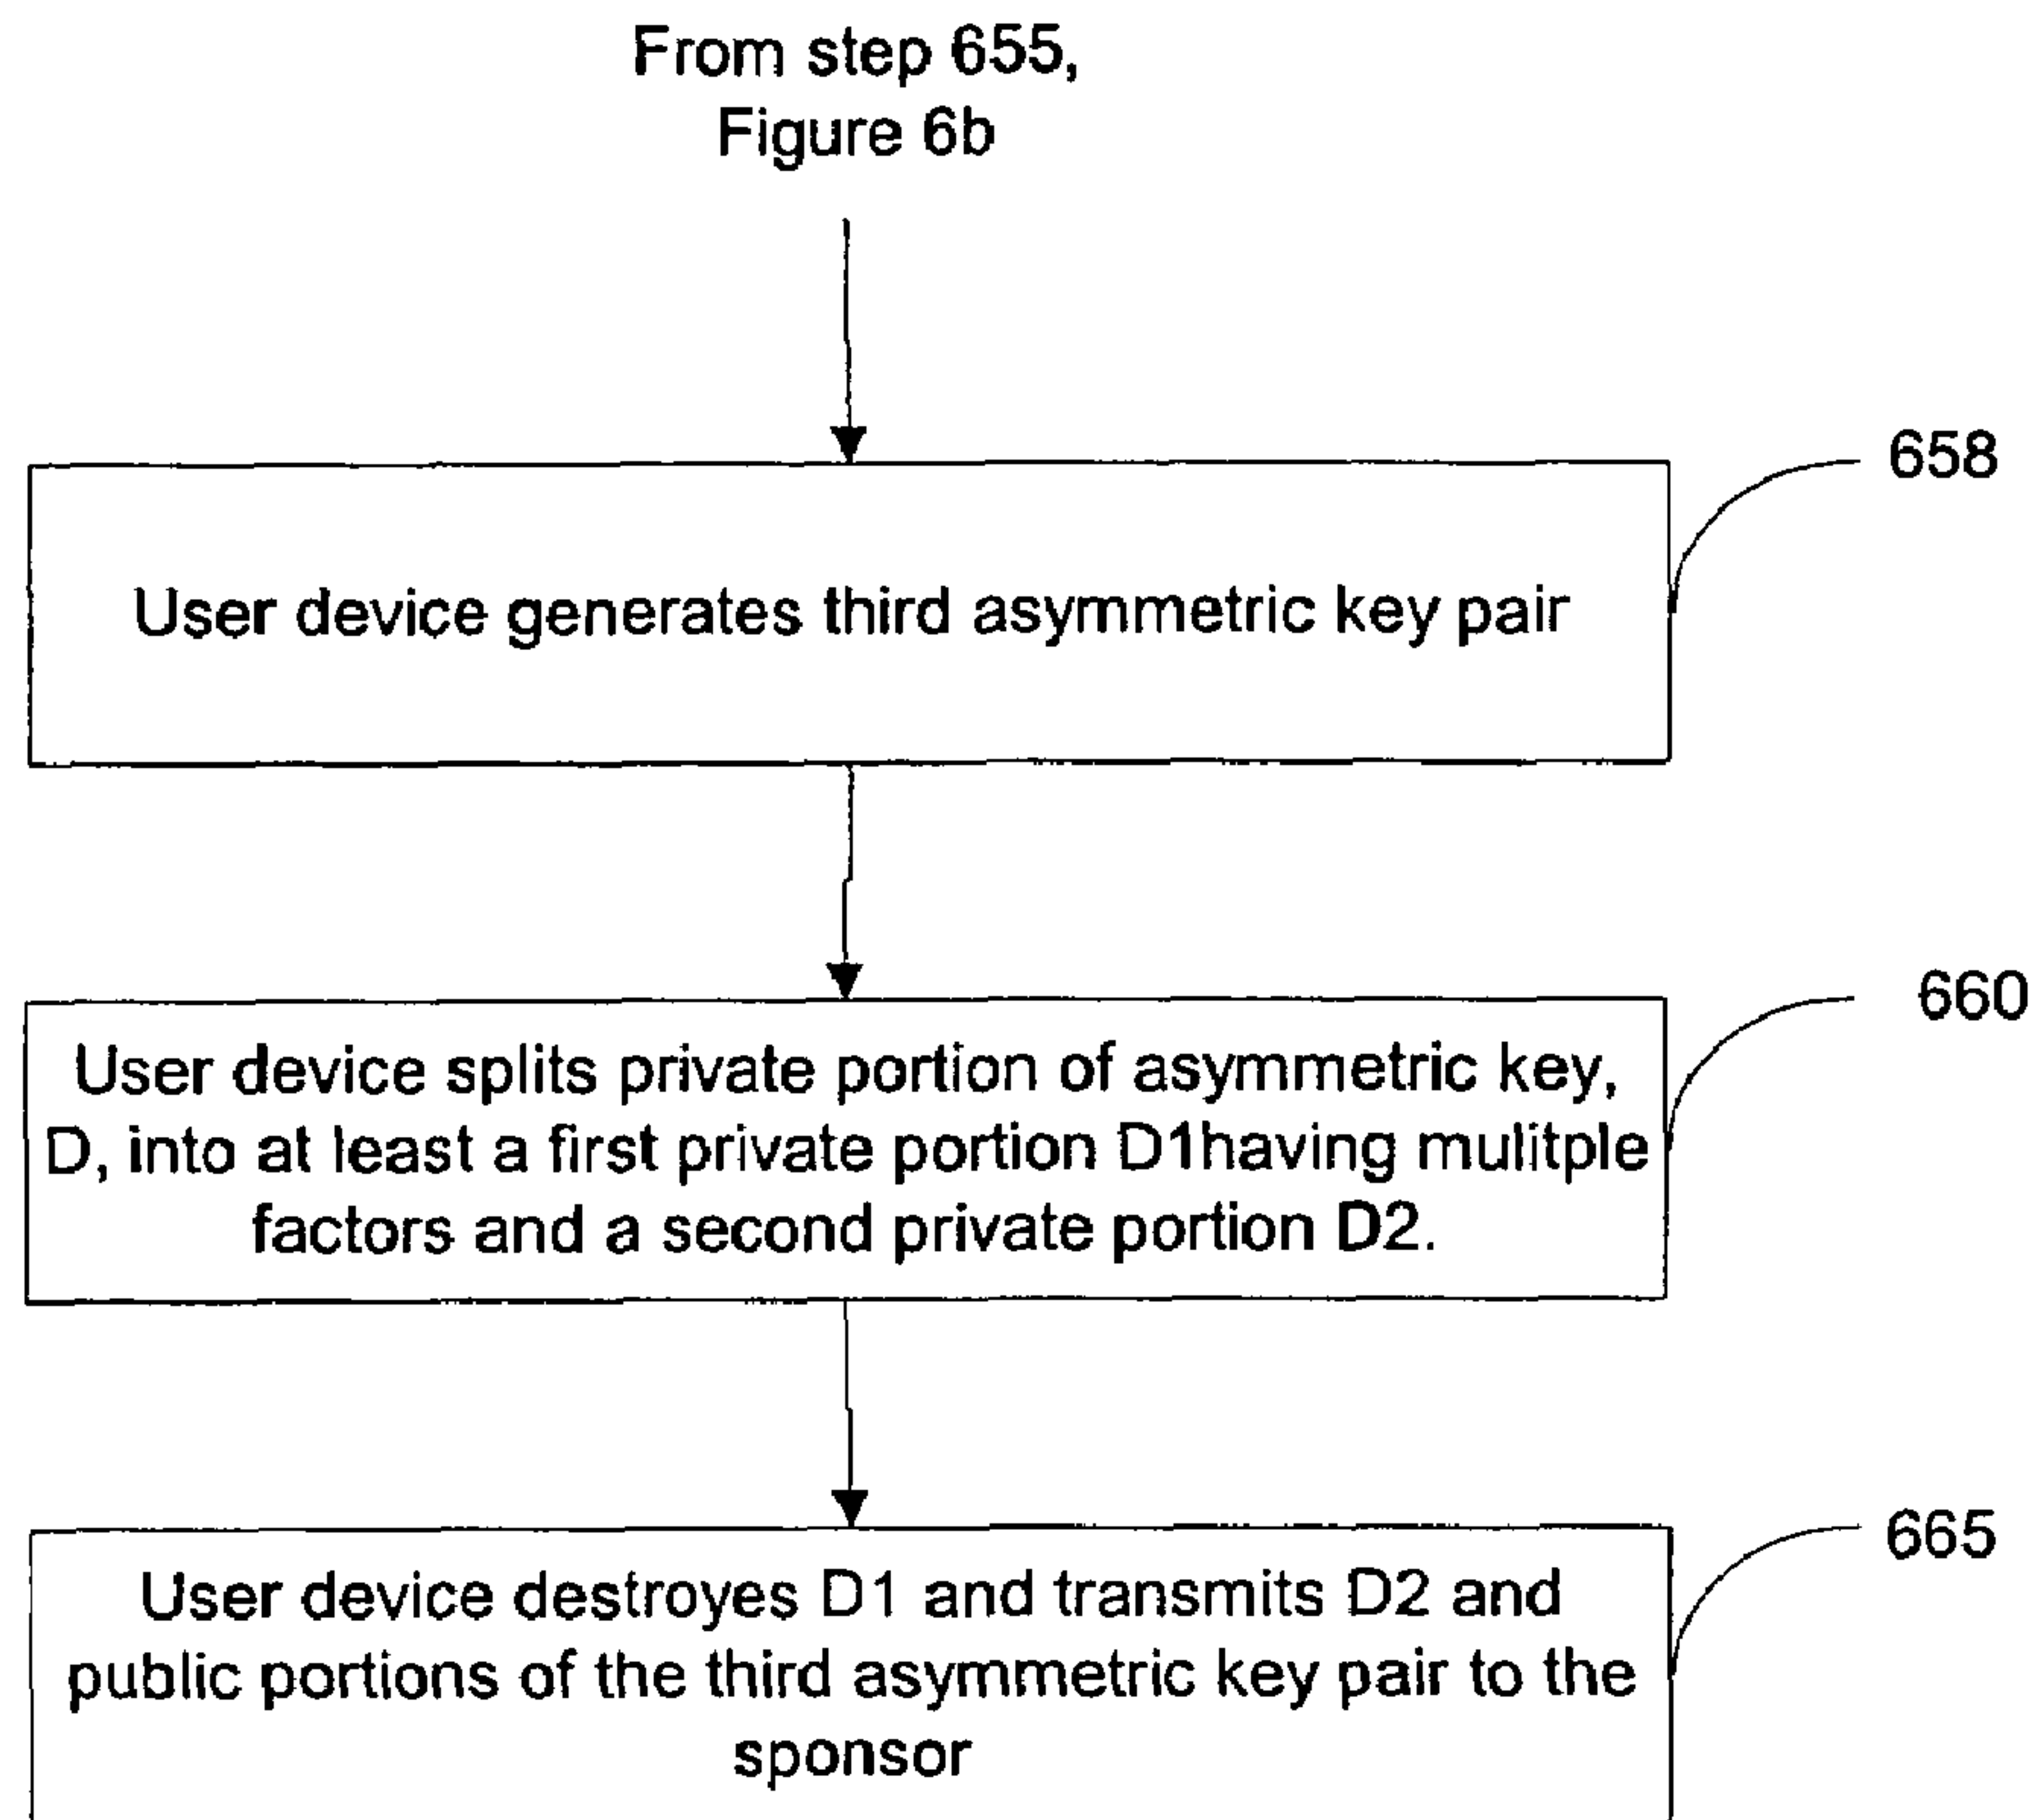 From step 655,
Figure 6b
658
User device generates third asymmetric key pair
660
User device splits private portion of asymmetric key,
D, into at least a first private portion D1having mulitple
factors and a second private portion D2.
665
User device destroyes D1 and transmits D2 and
public portions of the third asymmetric key pair to the
sponsor